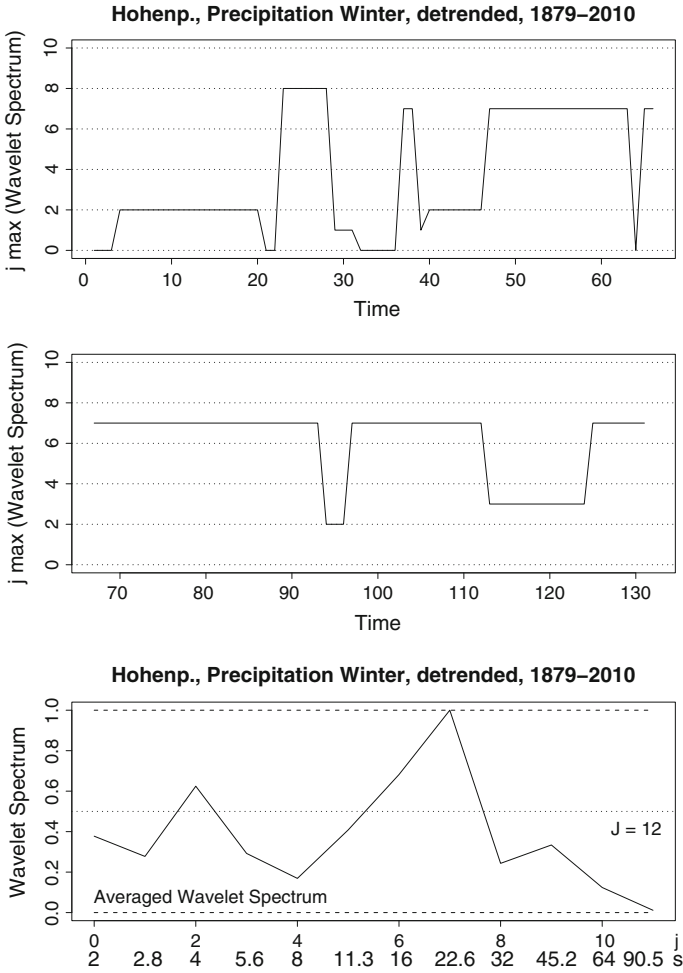 Hohenp., Precipitation Winter, detrended, 1879−2010
j max (Wavelet Spectrum)
10
8
6
4
2
0
0 10 20 30 40 50 60
Time
j max (Wavelet Spectrum)
10
8
6
4
2
0
70 80 90 100 110 120 130
Time
Hohenp., Precipitation Winter, detrended, 1879−2010
Wavelet Spectrum
1.0
0.8
0.6
0.4
0.2
0.0
J = 12
Averaged Wavelet Spectrum
0 2 4 6 8 10 j
2 2.8 4 5.6 8 11.3 16 22.6 32 45.2 64 90.5 s